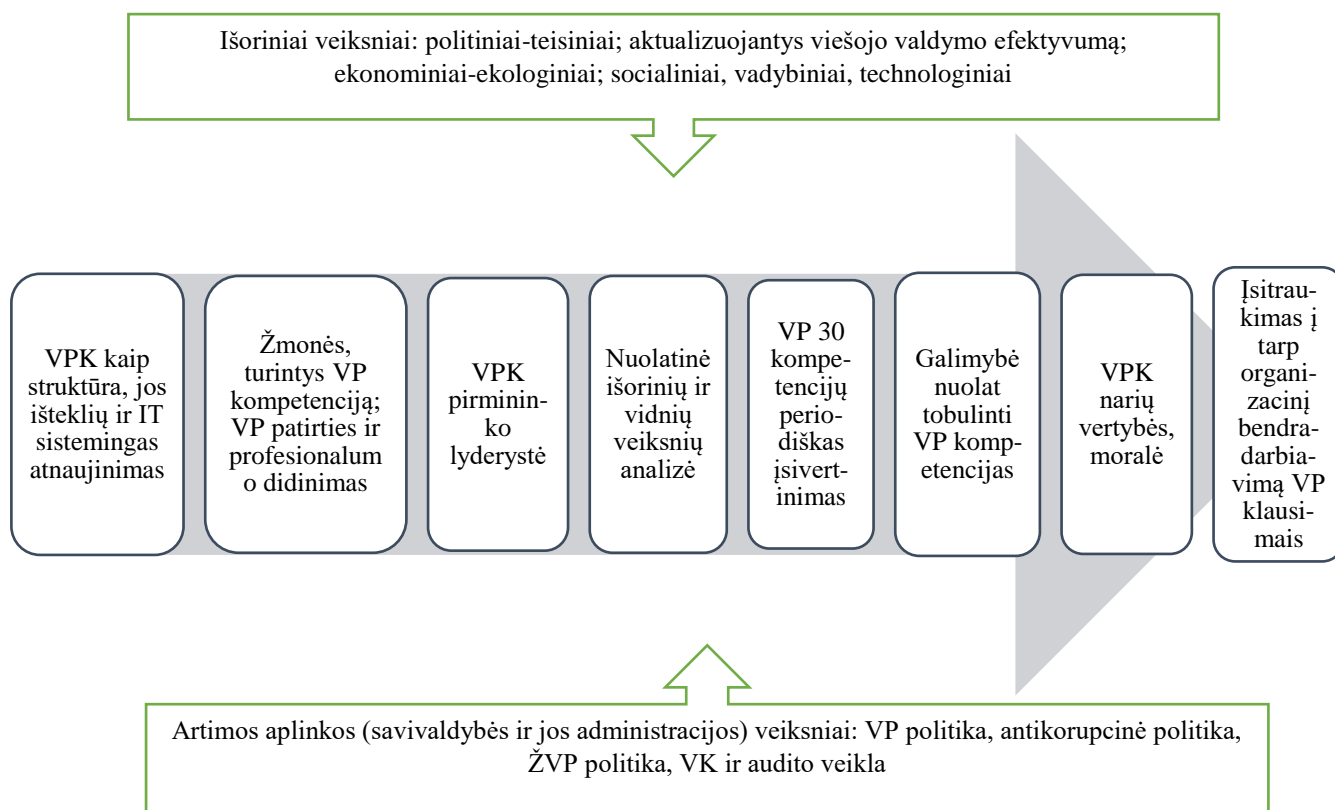 Išoriniai veiksniai: politiniai-teisiniai; aktualizuojantys viešojo valdymo efektyvumą;
ekonominiai-ekologiniai; socialiniai, vadybiniai, technologiniai
VPK kaip
struktūra, jos
išteklių ir IT
sistemingas
atnaujinimas
Žmonės,
turintys VP
kompetenciją;
VP patirties ir
profesionalum
o didinimas
VPK
pirminin-
ko
lyderystė
Nuolatinė
išorinių ir
vidnių
veiksnių
analizė
VP 30
kompe-
tencijų
perio-
diškas
įsivert-
inimas
Galimybė
nuolat
tobulinti
VP komp-
etencijas
VPK
narių
vertybės,
moralė
Įsitrau-
kimas į
tarp
organi-
zacinį
bendra-
darbia-
vimą VP
klausi-
mais
Artimos aplinkos (savivaldybės ir jos administracijos) veiksniai: VP politika, antikorupcinė politika,
ŽVP politika, VK ir audito veikla